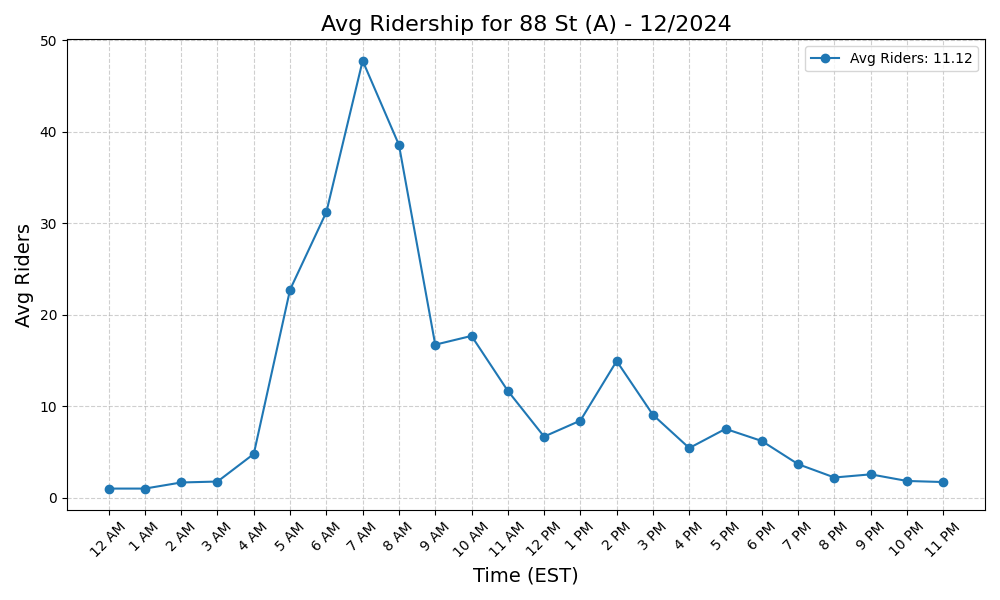 Avg Ridership for 88 St (A) - 12/2024
Avg Riders: 11.12
Avg Riders
50
40
30
20
10
0
12 AM
1 AM
2 AM
3 AM
4 AM
5 AM
6 AM
7 AM
8 AM
9 AM
10 AM
11 AM
12 PM
1 PM
2 PM
3 PM
4 PM
5 PM
6 PM
7 PM
8 PM
9 PM
10 PM
11 PM
Time (EST)